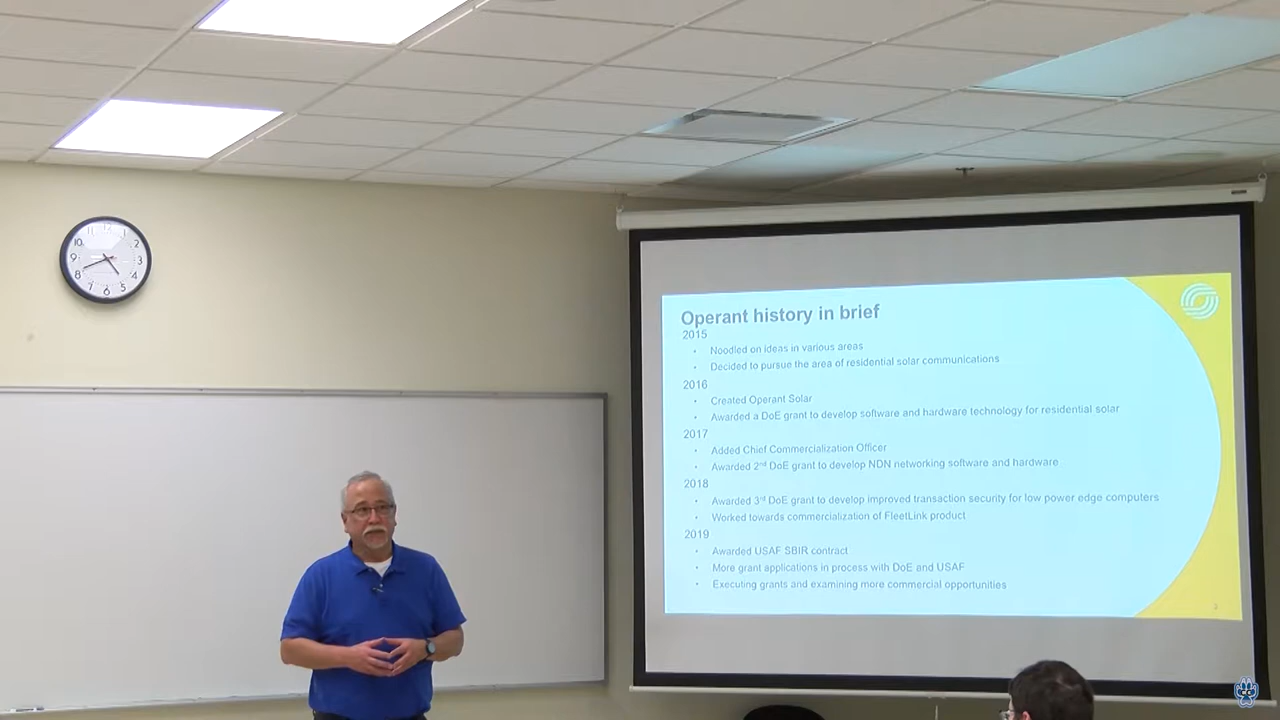 Operant history in brief
2015
• Noodled on ideas in various areas
• Decided to pursue the area of residential solar communications
2016
• Created Operant Solar
• Awarded a DoE grant to develop software and hardware technology for residential solar
2017
• Added Chief Commercialization Officer
• Awarded 2nd DoE grant to develop NDN networking software and hardware
2018
• Awarded 3rd DoE grant to develop improved transaction security for low power edge computers
• Worked towards commercialization of FleetLink product
2019
• Awarded USAF SBIR contract
• More grant applications in process with DoE and USAF
• Executing grants and examining more commercial opportunities